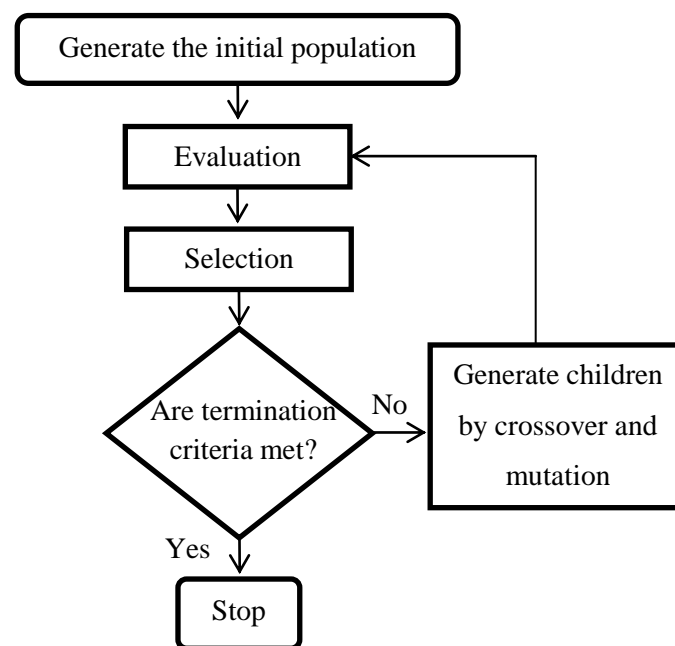 Generate the initial population
Evaluation
Selection
Are termination
criteria met?
No
Generate children
by crossover and
mutation
Yes
Stop